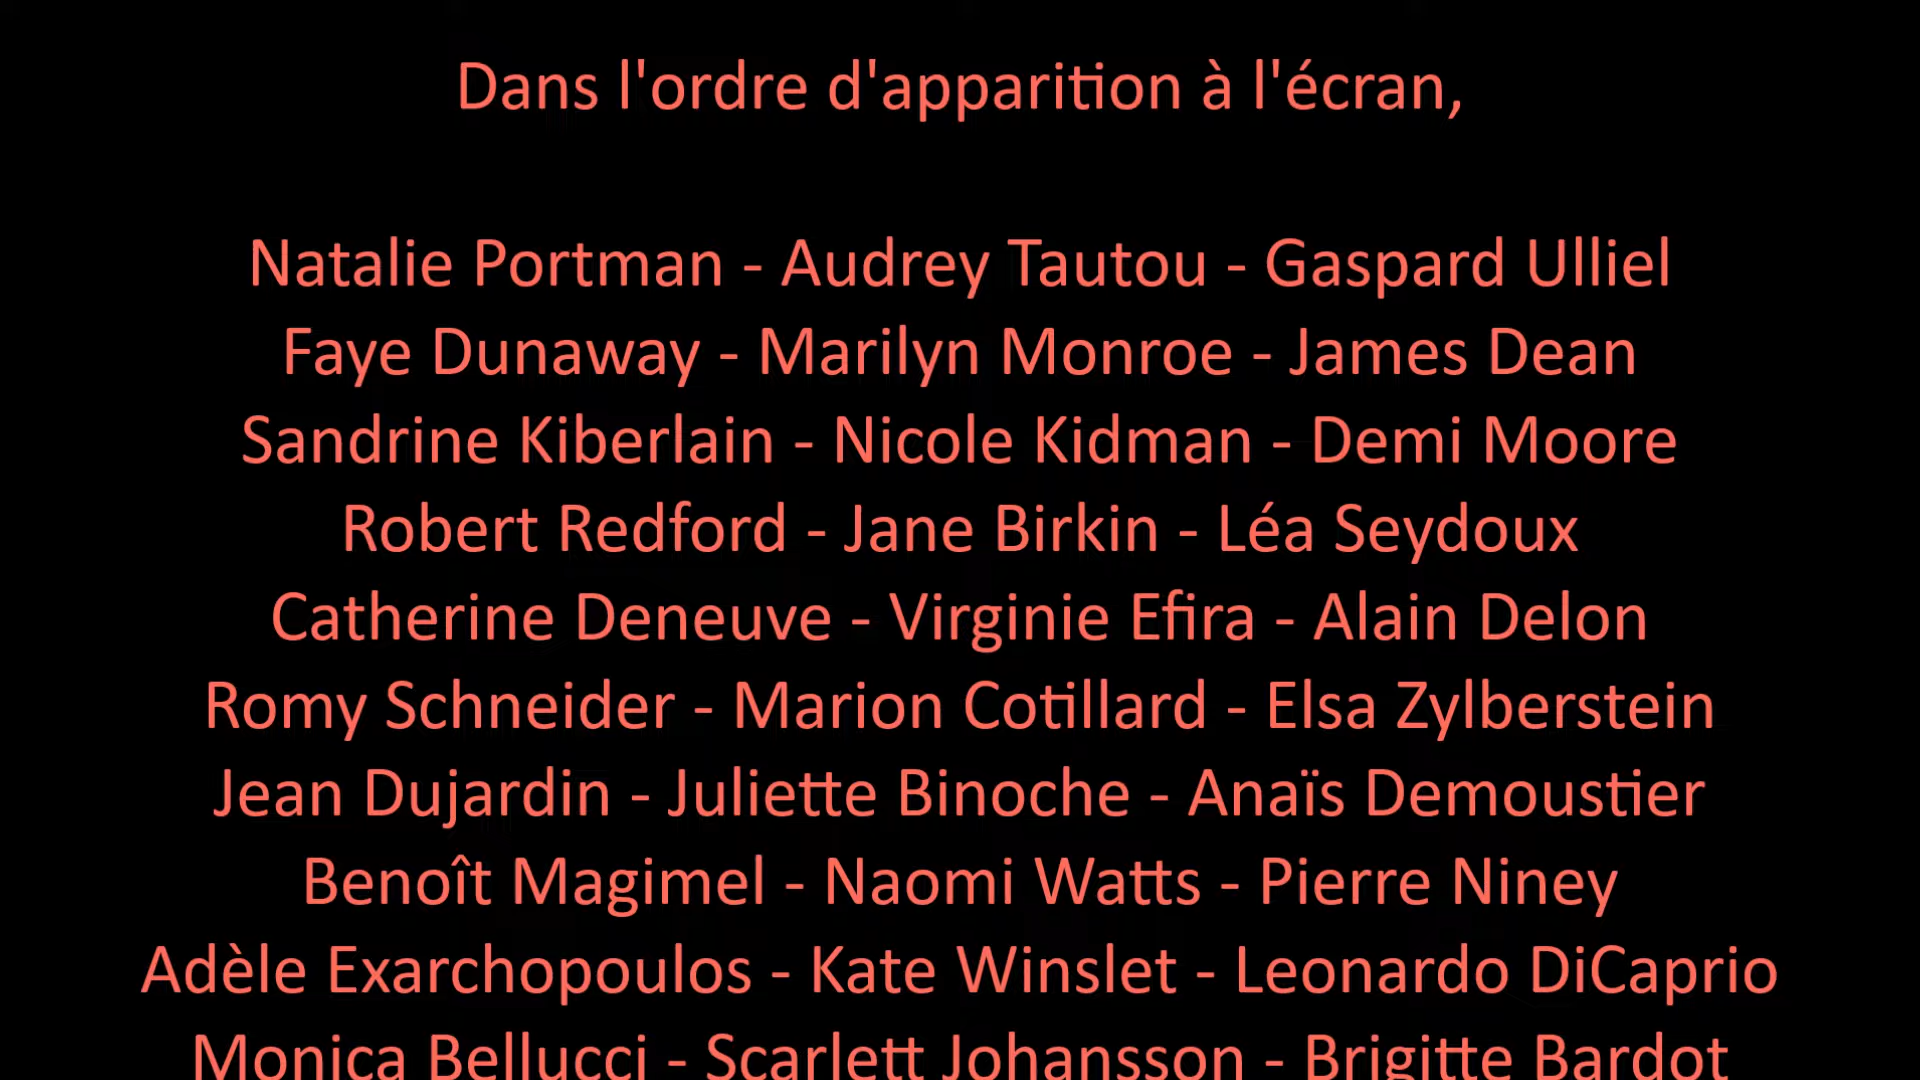 Dans l'ordre d'apparition à l'écran,
Natalie Portman - Audrey Tautou - Gaspard Ulliel
Faye Dunaway - Marilyn Monroe - James Dean
Sandrine Kiberlain - Nicole Kidman - Demi Moore
Robert Redford - Jane Birkin - Léa Seydoux
Catherine Deneuve - Virginie Efira - Alain Delon
Romy Schneider - Marion Cotillard - Elsa Zylberstein
Jean Dujardin - Juliette Binoche - Anaïs Demoustier
Benoît Magimel - Naomi Watts - Pierre Niney
Adèle Exarchopoulos - Kate Winslet - Leonardo DiCaprio
Monica Bellucci - Scarlett Johansson - Brigitte Bardot